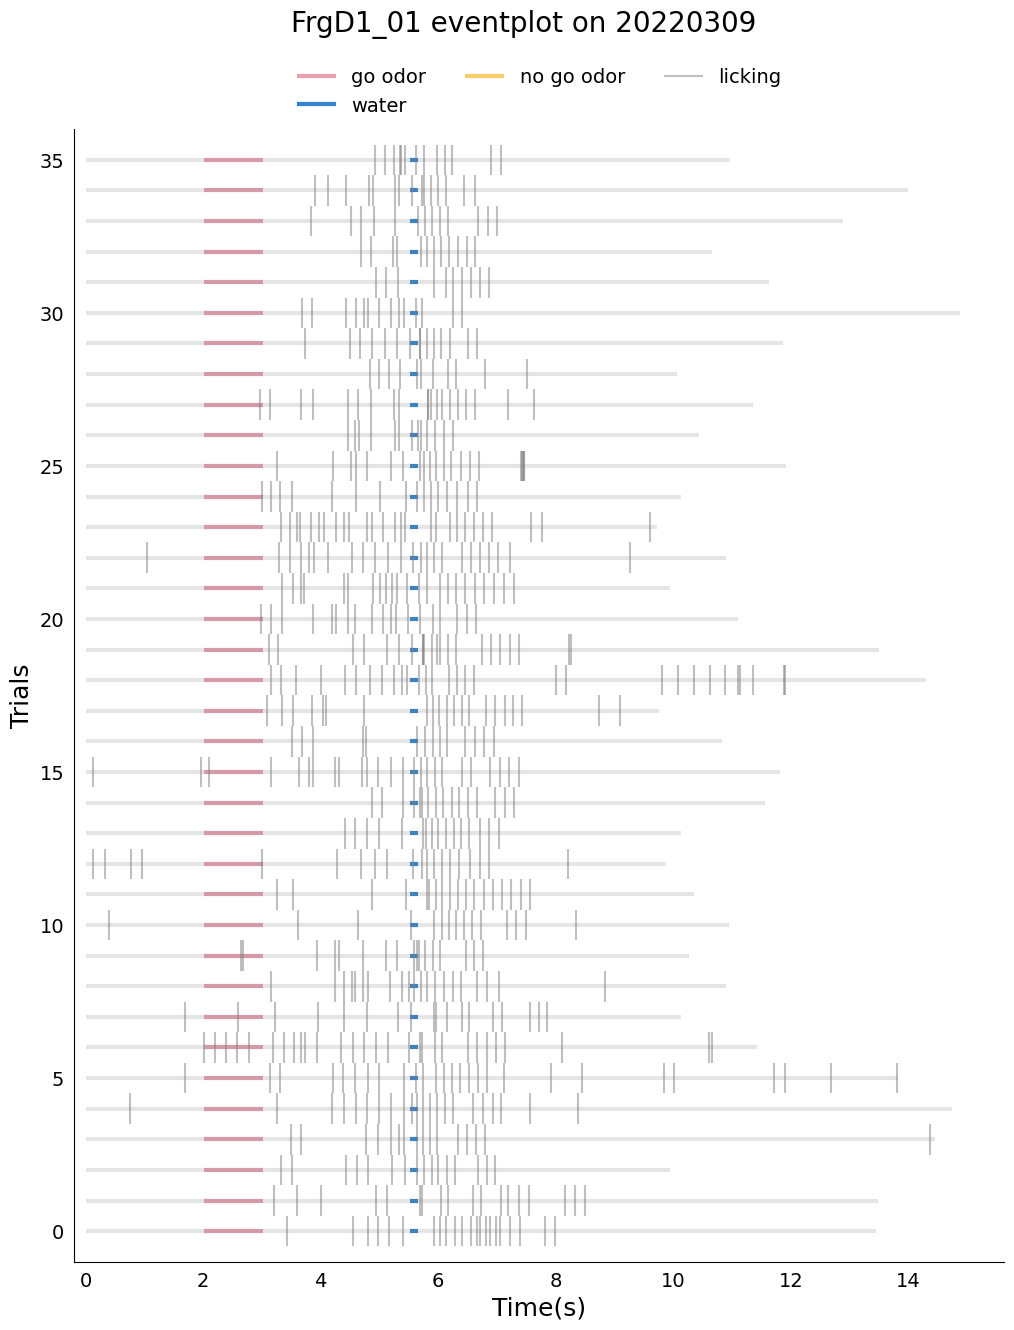 FrgD1_01 eventplot on 20220309
go odor
no go odor
licking
water
35
30
25
20
15
10
5
0
Trials
0 2 4 6 8 10 12 14
Time(s)